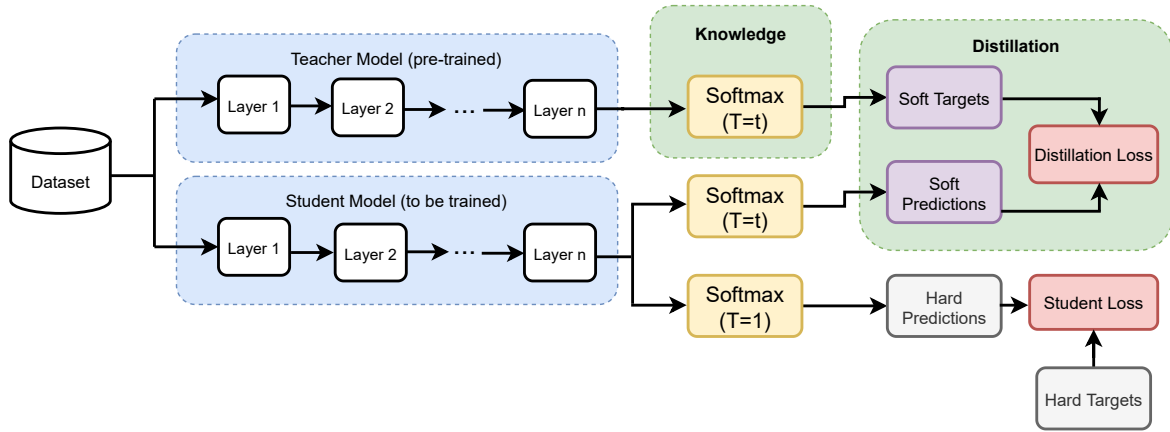 Knowledge
Distillation
Teacher Model (pre-trained)
Layer 1
Layer 2
...
Layer n
Softmax
(T=t)
Soft Targets
Distillation Loss
Dataset
Student Model (to be trained)
Layer 1
Layer 2
...
Layer n
Softmax
(T=t)
Soft
Predictions
Softmax
(T=1)
Hard
Predictions
Student Loss
Hard Targets